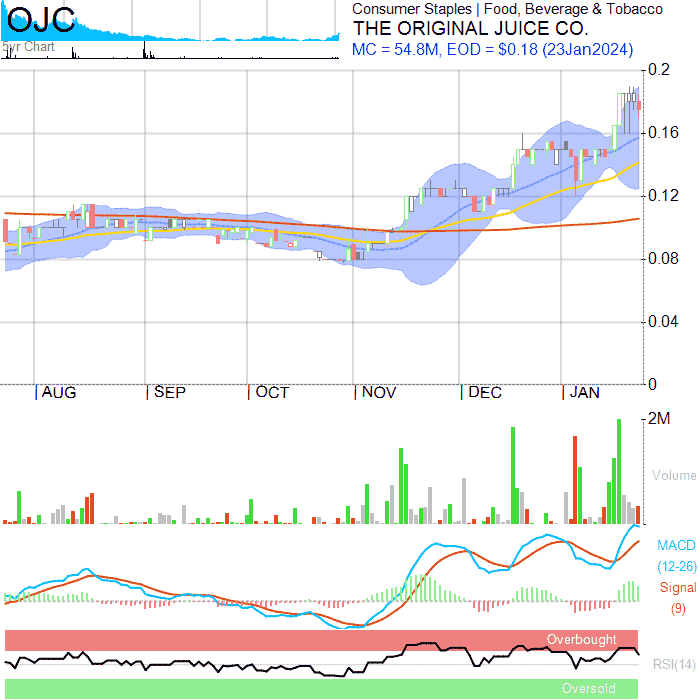 OJC
5yr Chart
Consumer Staples | Food, Beverage & Tobacco
THE ORIGINAL JUICE CO.
MC = 54.8M, EOD = $0.18 (23Jan2024)
0.2
0.16
0.12
0.08
0.04
0
AUG SEP OCT NOV DEC JAN
2M
Volume
MACD
(12-26)
Signal
(9)
Overbought
RSI(14)
Oversold